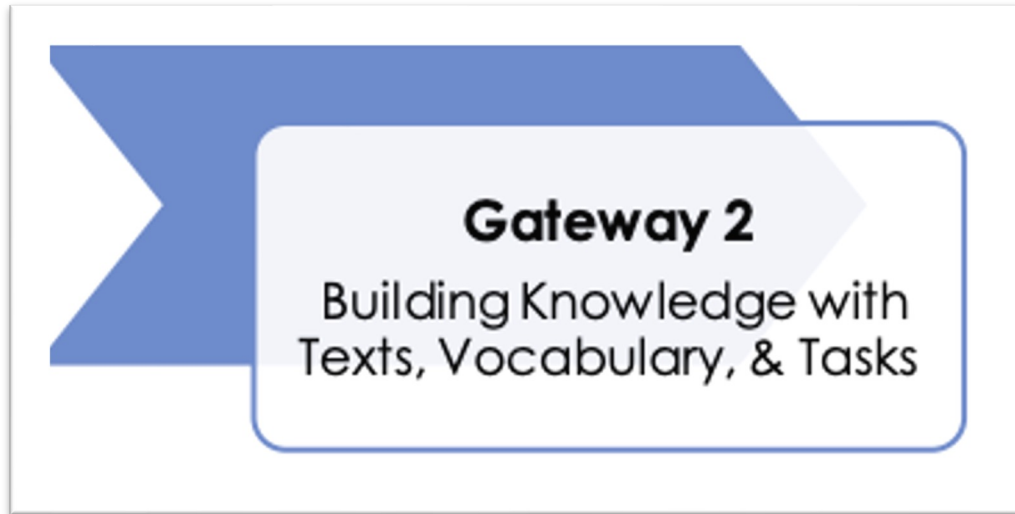 Gateway 2
Building Knowledge with
Texts, Vocabulary, & Tasks